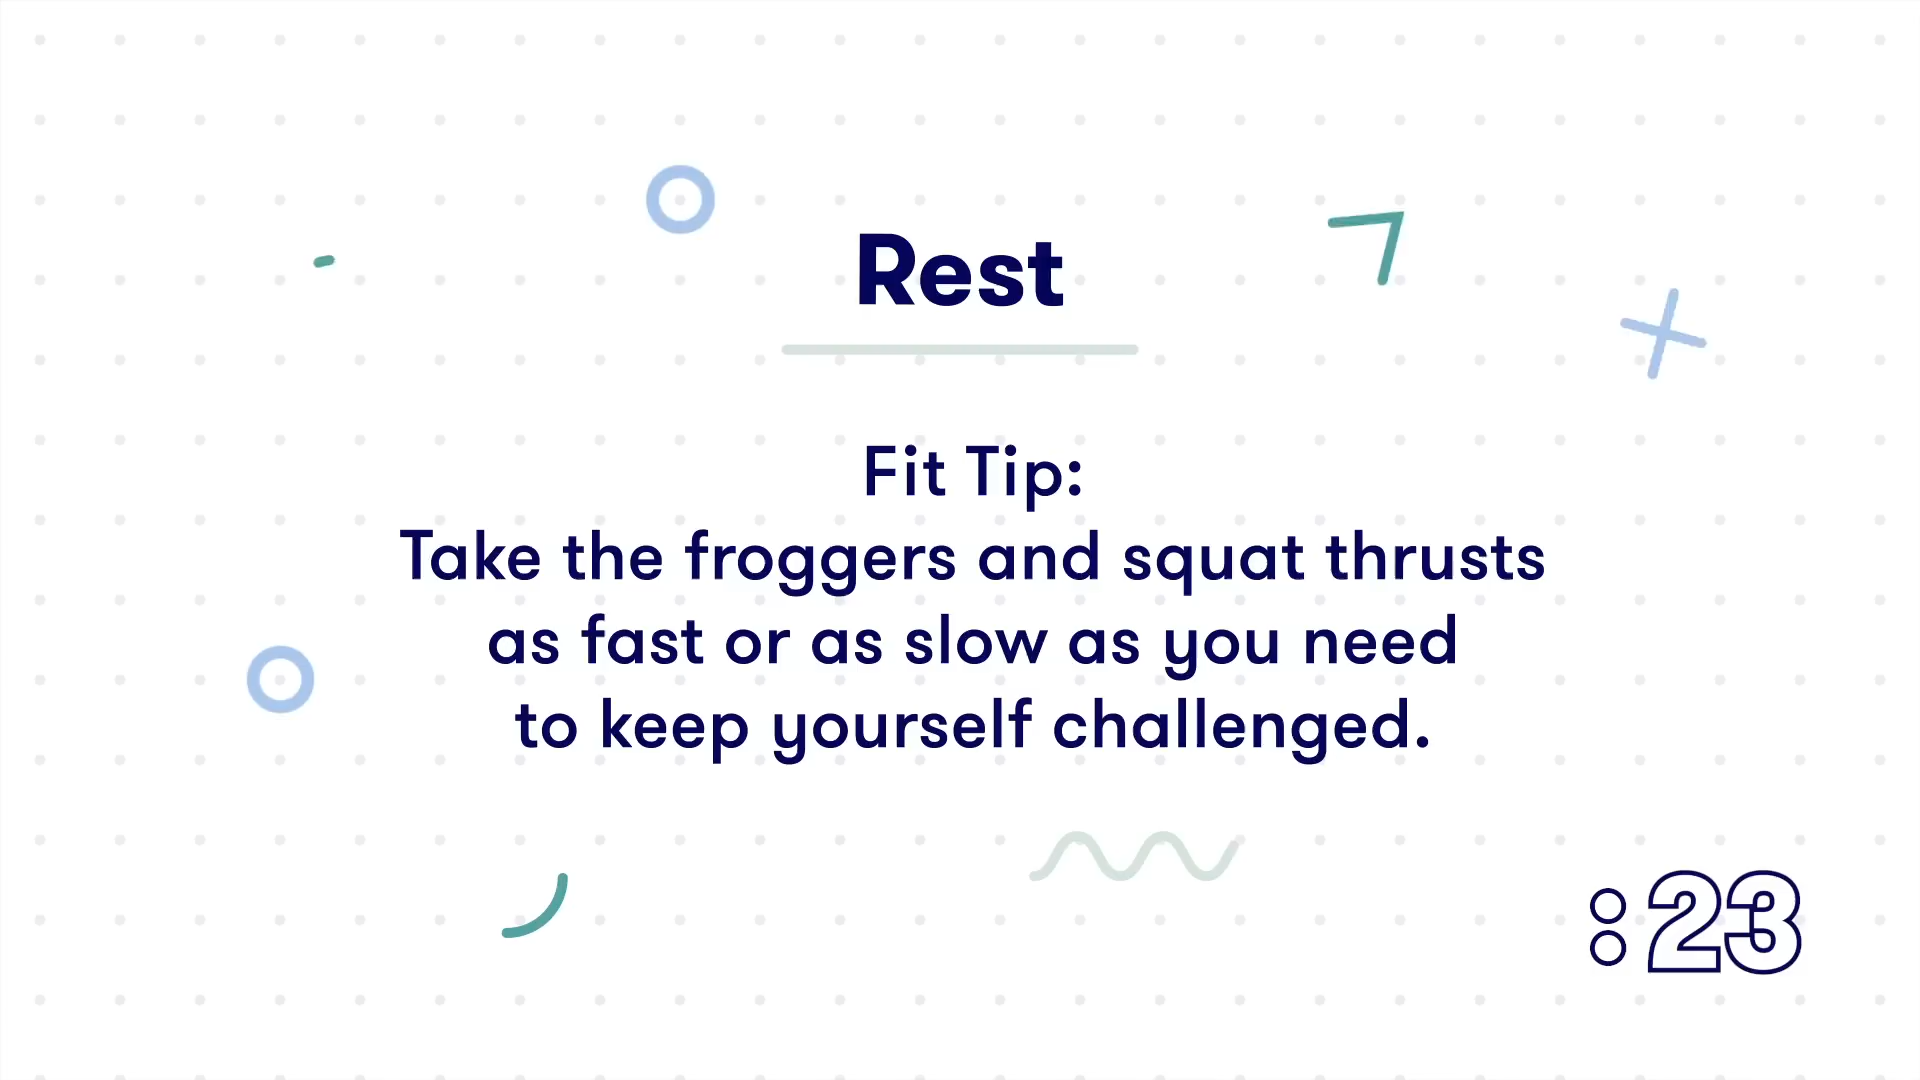 Rest
Fit Tip:
Take the froggers and squat thrusts
as fast or as slow as you need
to keep yourself challenged.
:23